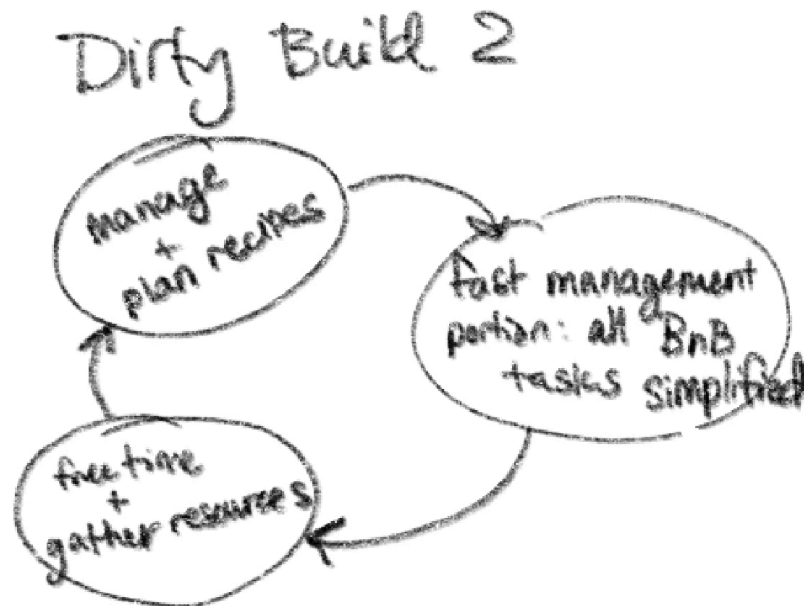 Dirty Build 2
manage
+
plan recipes
fast management
portion: all BnB
tasks simplified
free time
+
gather resources